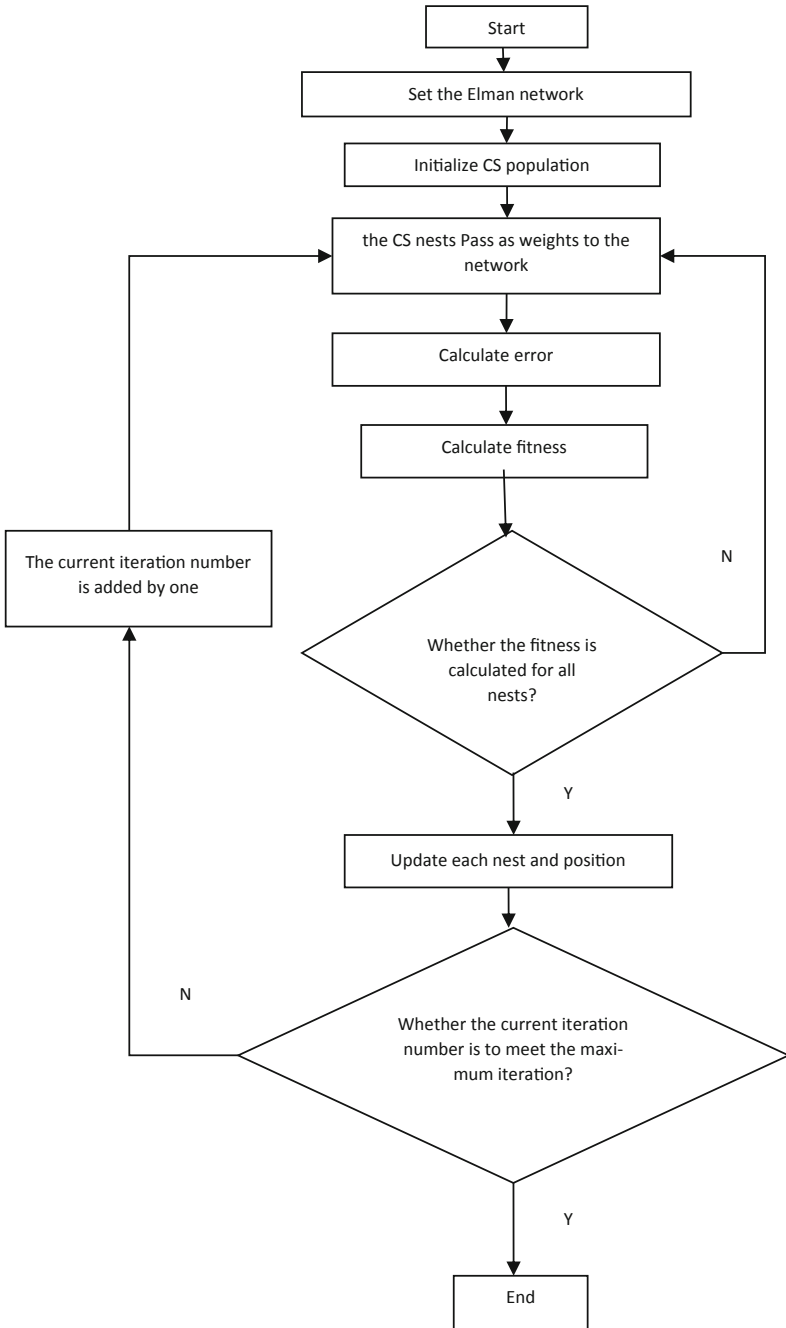 Start
Set the Elman network
Initialize CS population
the CS nests Pass as weights to the
network
Calculate error
Calculate fitness
The current iteration number
is added by one
N
Whether the fitness is
calculated for all
nests?
Y
Update each nest and position
N
Whether the current iteration
number is to meet the maxi-
mum iteration?
Y
End